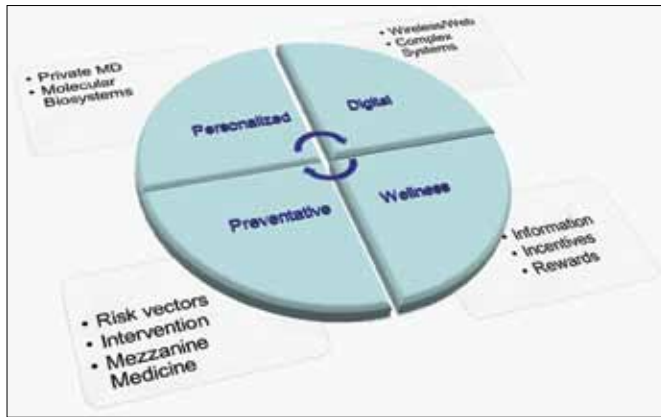 • Private MD
• Molecular
Biosystems
• Wireless/Web
• Complex
Systems
Personalized
Digital
Preventative
Wellness
• Risk vectors
• Intervention
• Mezzanine
Medicine
• Information
• Incentives
• Rewards